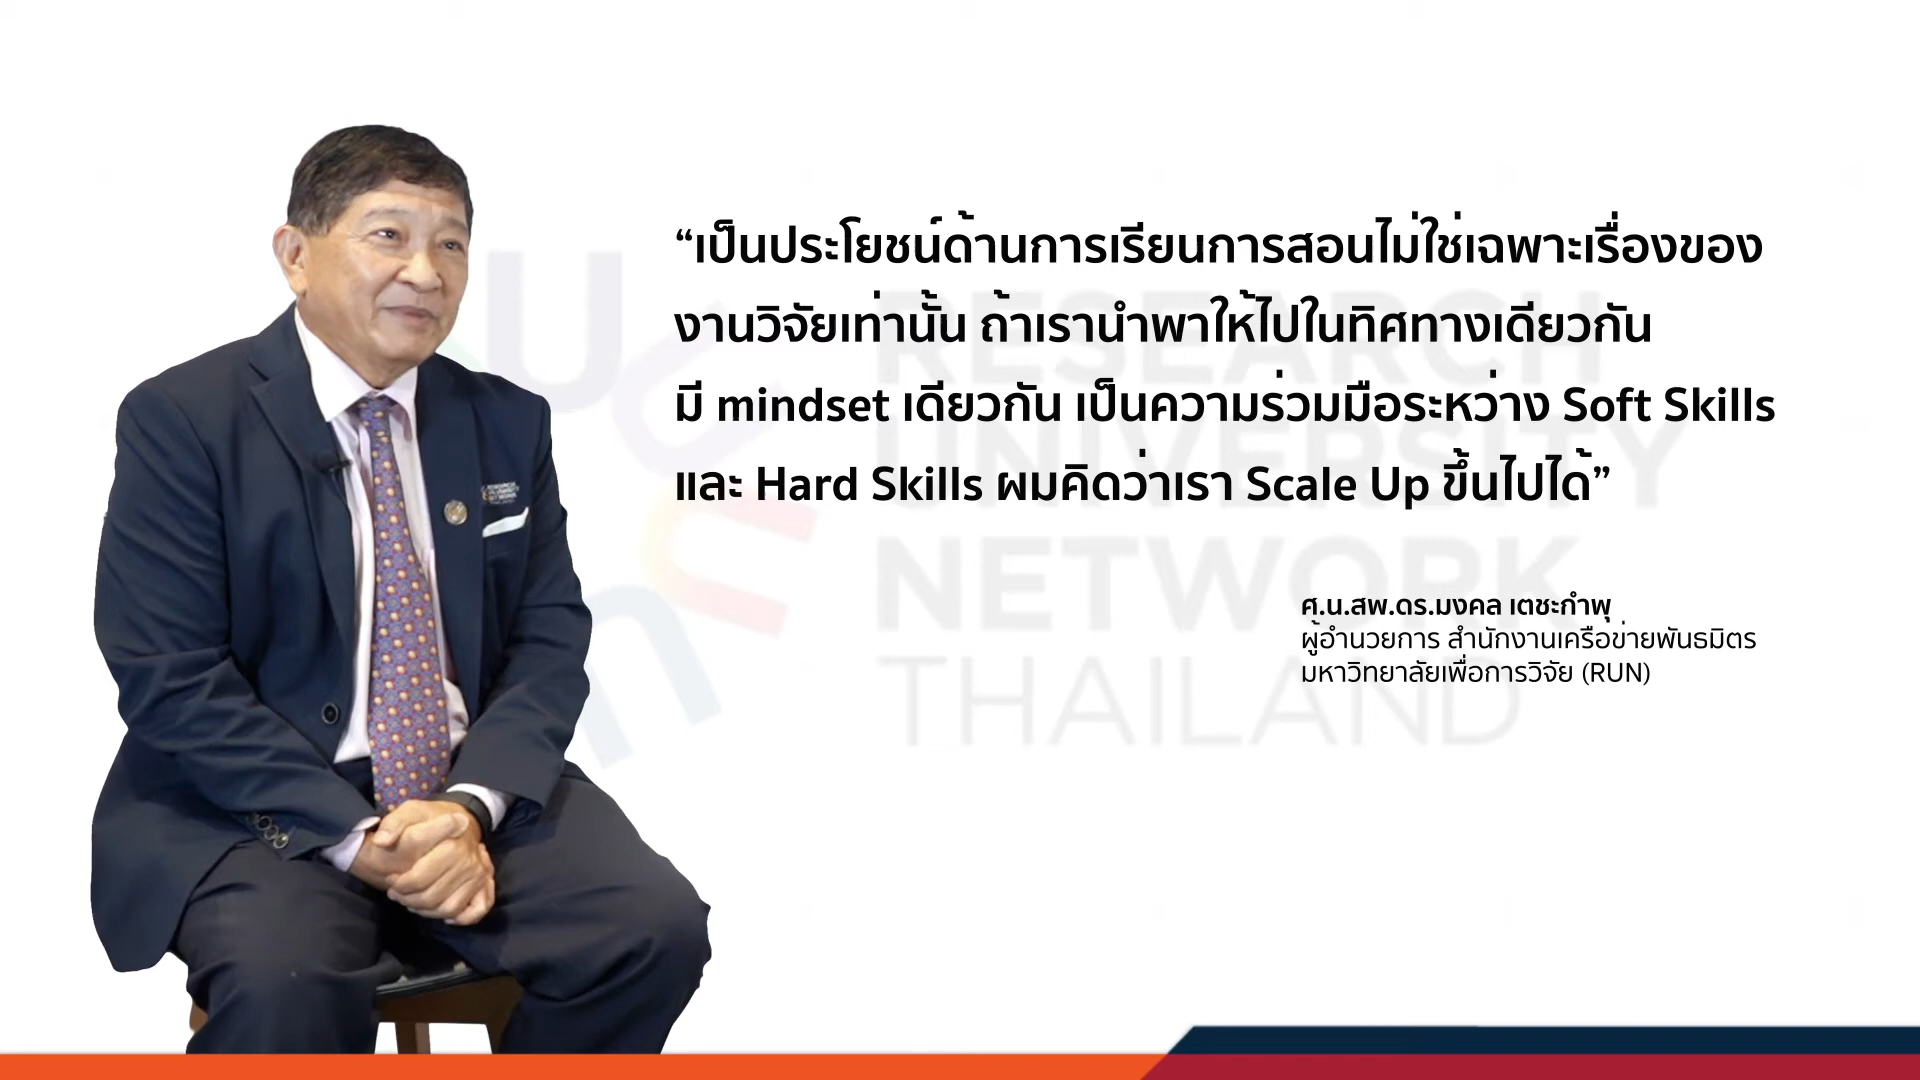 “เป็นประโยชน์ด้านการเรียนการสอนไม่ใช่เฉพาะเรื่องของ
งานวิจัยเท่านั้น ถ้าเรานำพาให้ไปในทิศทางเดียวกัน
มี mindset เดียวกัน เป็นความร่วมมือระหว่าง Soft Skills
และ Hard Skills ผมคิดว่าเรา Scale Up ขึ้นไปได้”
ศ.น.สพ.ดร.มงคล เตชะกำพุ
ผู้อำนวยการ สำนักงานเครือข่ายพันธมิตร
มหาวิทยาลัยเพื่อการวิจัย (RUN)
RESEARCH
UNIVERSITY
NETWORK
THAILAND